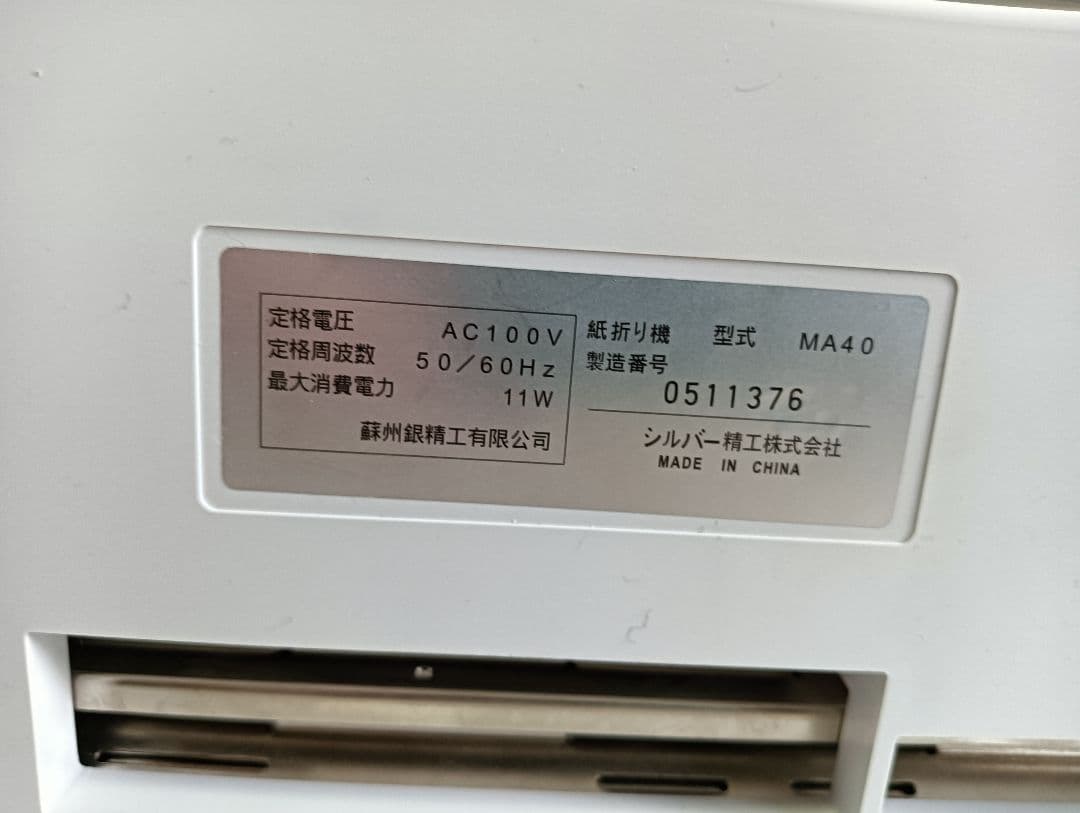 定格電圧 AC100V
定格周波数 50/60Hz
最大消費電力 11W
蘇州銀精工有限公司
紙折り機 型式 MA40
製造番号
0511376
シルバー精工株式会社
MADE IN CHINA